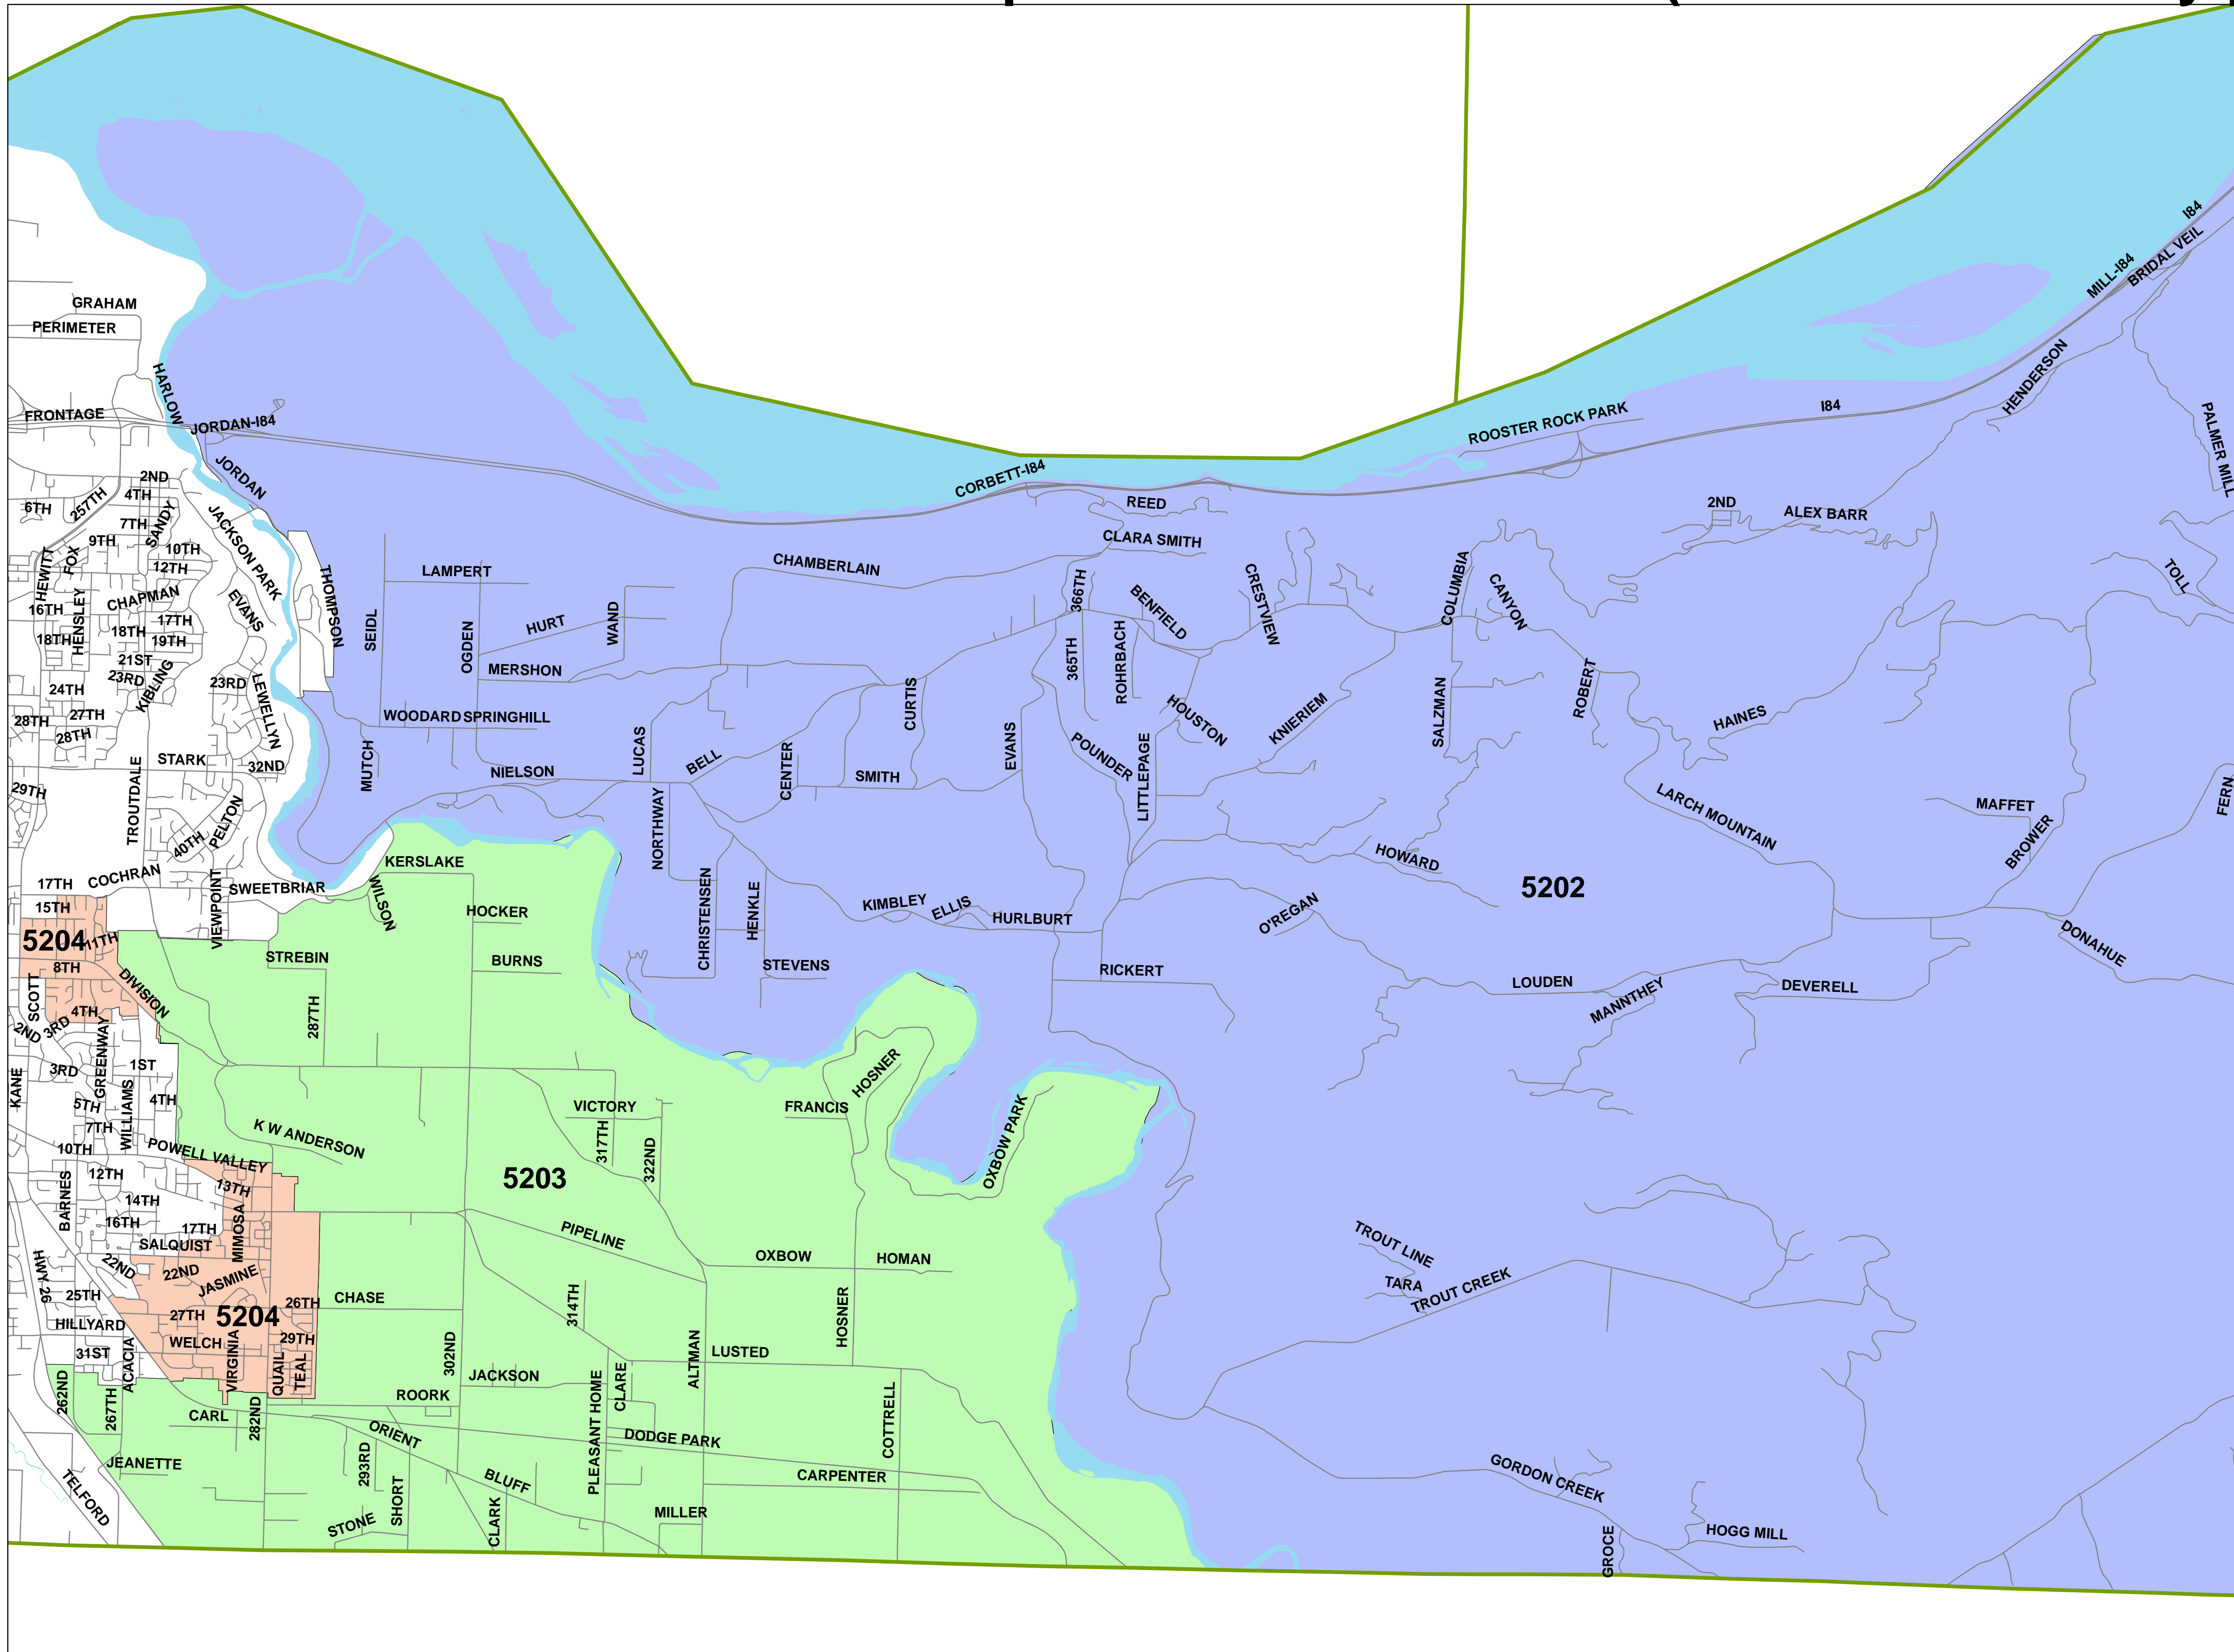 I84
BRIDAL VEIL
MILL-I84
GRAHAM
PERIMETER
HENDERSON
HARLOW
FRONTAGE
JORDAN-I84
ROOSTER ROCK PARK
I84
PALMER MILL
JORDAN
2ND
4TH
6TH
257TH
CORBETT-I84
REED
2ND
ALEX BARR
7TH
SANDY
JACKSON PARK
9TH
10TH
FOX
HEWITT
12TH
CLARA SMITH
CHAMBERLAIN
LAMPERT
THOMPSON
366TH
CRESTVIEW
COLUMBIA
CANYON
TOLL
16TH
HENSLEY
CHAPMAN
EVANS
17TH
18TH
18TH
19TH
SEIDL
OGDEN
HURT
WAND
BENFIELD
21ST
23RD
KIBLING
23RD
LEWELLYN
MERSHON
365TH
ROHRBACH
24TH
27TH
28TH
28TH
WOODARD
SPRINGHILL
CURTIS
HOUSTON
KNIERIEM
SALZMAN
ROBERT
HAINES
STARK
32ND
MUTCH
NIELSON
LUCAS
BELL
CENTER
SMITH
EVANS
POUNDER
LITTLEPAGE
29TH
TROUTDALE
PELTON
40TH
NORTHWAY
LARCH MOUNTAIN
MAFFET
BROWER
FERN
KERSLAKE
HOWARD
17TH
COCHRAN
SWEETBRIAR
WILSON
5202
15TH
VIEWPOINT
HOCKER
CHRISTENSEN
HENKLE
KIMBLEY
ELLIS
HURLBURT
O'REGAN
5204
11TH
8TH
DIVISION
STREBIN
BURNS
STEVENS
RICKERT
LOUDEN
MANNTHEY
DEVERELL
DONAHUE
SCOTT
4TH
2ND
3RD
287TH
GREENWAY
3RD
1ST
KANE
5TH
WILLIAMS
4TH
7TH
HOSNER
FRANCIS
VICTORY
317TH
322ND
OXBOW PARK
10TH
POWELL VALLEY
K W ANDERSON
5203
12TH
13TH
BARNES
14TH
16TH
17TH
MIMOSA
SALQUIST
PIPELINE
OXBOW
HOMAN
TROUT LINE
TARA
TROUT CREEK
HWY 26
22ND
22ND
JASMINE
25TH
26TH
CHASE
27TH
5204
314TH
HOSNER
HILLYARD
29TH
WELCH
31ST
ACACIA
VIRGINIA
QUAIL
TEAL
302ND
ALTMAN
LUSTED
JACKSON
CLARE
PLEASANT HOME
262ND
267TH
CARL
282ND
ROORK
COTTRELL
ORIENT
DODGE PARK
JEANETTE
293RD
BLUFF
CARPENTER
TELFORD
SHORT
CLARK
MILLER
STONE
GORDON CREEK
GROCE
HOGG MILL